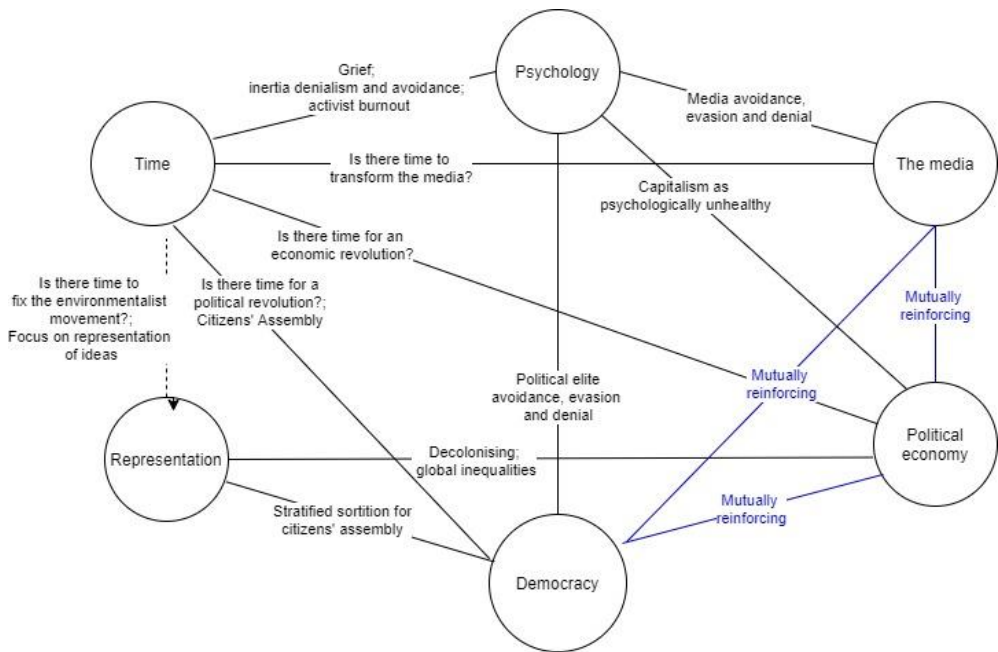 Grief;
inertia denialism and avoidance;
activist burnout
Psychology
Media avoidance,
evasion and denial
Time
Is there time to
transform the media?
The media
Capitalism as
psychologically unhealthy
Is there time for an
economic revolution?
Is there time to
fix the environmentalist
movement?;
Focus on representation
of ideas
Is there time for a
political revolution?;
Citizens' Assembly
Mutually
reinforcing
Mutually
reinforcing
Political elite
avoidance, evasion
and denial
Political
economy
Representation
Decolonising;
global inequalities
Stratified sortition for
citizens' assembly
Mutually
reinforcing
Democracy